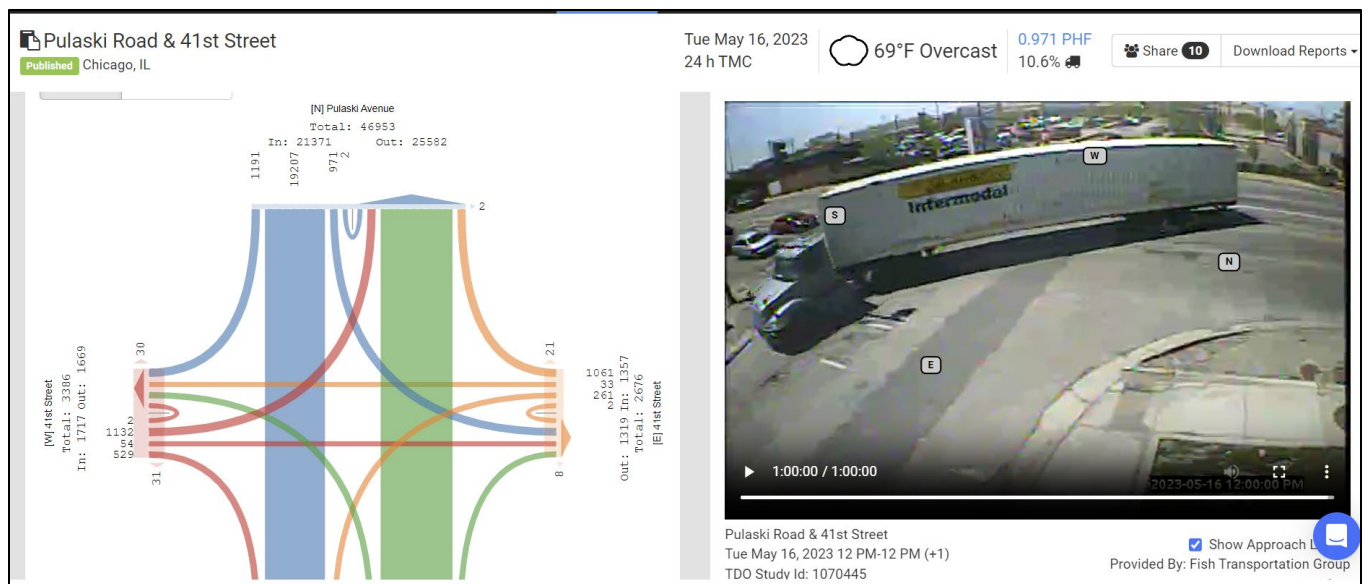 Pulaski Road & 41st Street
Published Chicago, IL
Tue May 16, 2023
24 h TMC
69°F Overcast
0.971 PHF
10.6%
Share 10
Download Reports
[N] Pulaski Avenue
Total: 46953
In: 21371 Out: 25582
1191
19207
971
2
2
[W] 41st Street
Total: 3386
In: 1717 Out: 1669
30
2
1132
54
529
31
21
1061
33
261
2
8
Out: 1319 In: 1357
Total: 2676
[E] 41st Street
W
S
N
E
Intermodal
1:00:00 / 1:00:00
2023-05-16 12:00:00 PM
Pulaski Road & 41st Street
Tue May 16, 2023 12 PM-12 PM (+1)
TDO Study Id: 1070445
Show Approach
Provided By: Fish Transportation Group